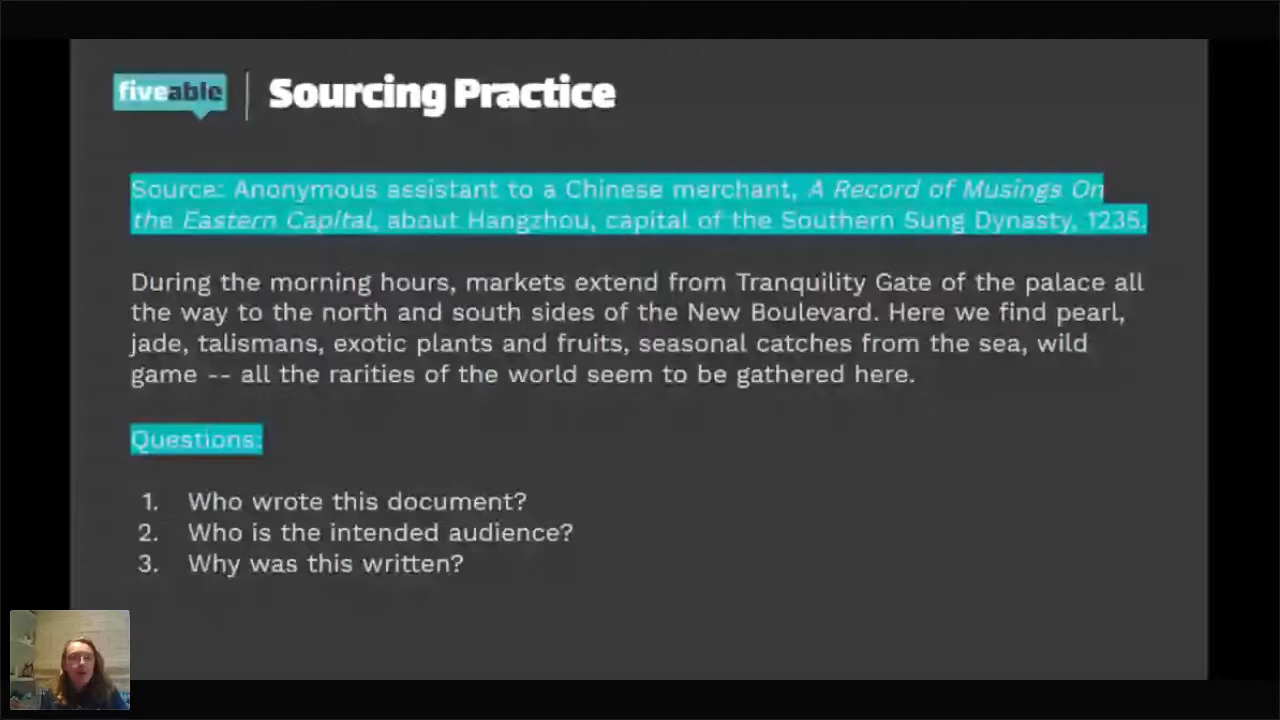 fiveable
Sourcing Practice
Source: Anonymous assistant to a Chinese merchant, A Record of Musings On
the Eastern Capital, about Hangzhou, capital of the Southern Sung Dynasty, 1235.
During the morning hours, markets extend from Tranquility Gate of the palace all
the way to the north and south sides of the New Boulevard. Here we find pearl,
jade, talismans, exotic plants and fruits, seasonal catches from the sea, wild
game -- all the rarities of the world seem to be gathered here.
Questions:
1. Who wrote this document?
2. Who is the intended audience?
3. Why was this written?